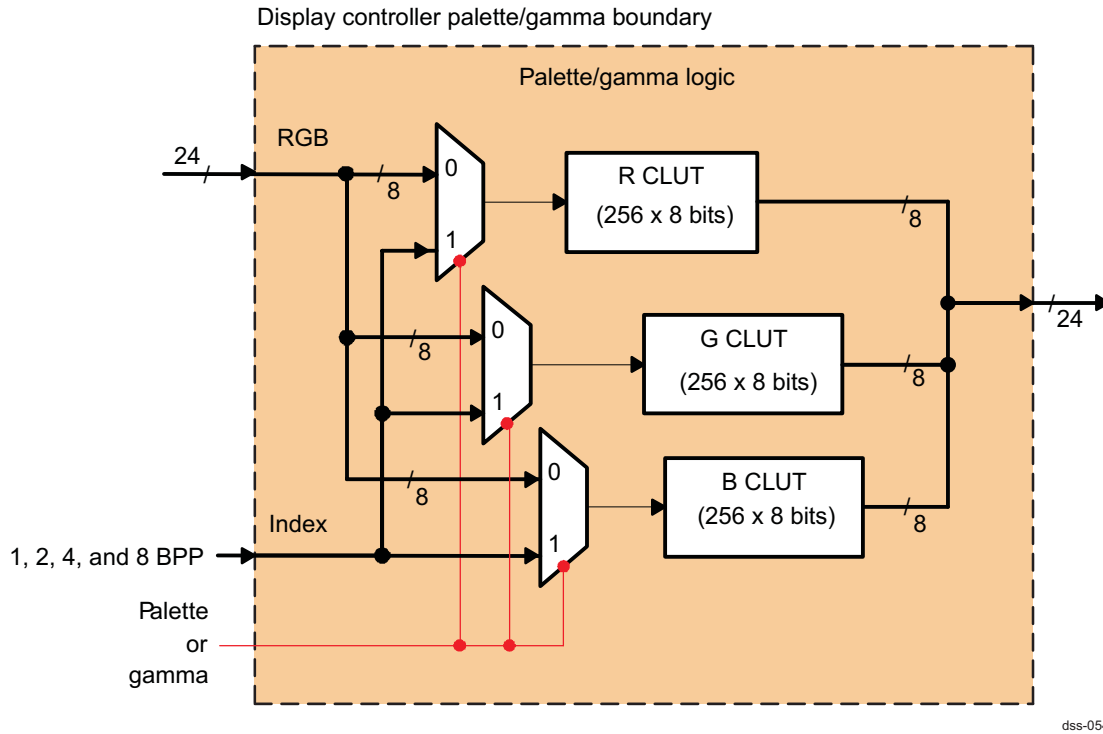 Display controller palette/gamma boundary
Palette/gamma logic
RGB
24
8
0
1
R CLUT
(256 x 8 bits)
8
24
8
0
1
G CLUT
(256 x 8 bits)
8
8
0
1
B CLUT
(256 x 8 bits)
8
Index
1, 2, 4, and 8 BPP
Palette
or
gamma